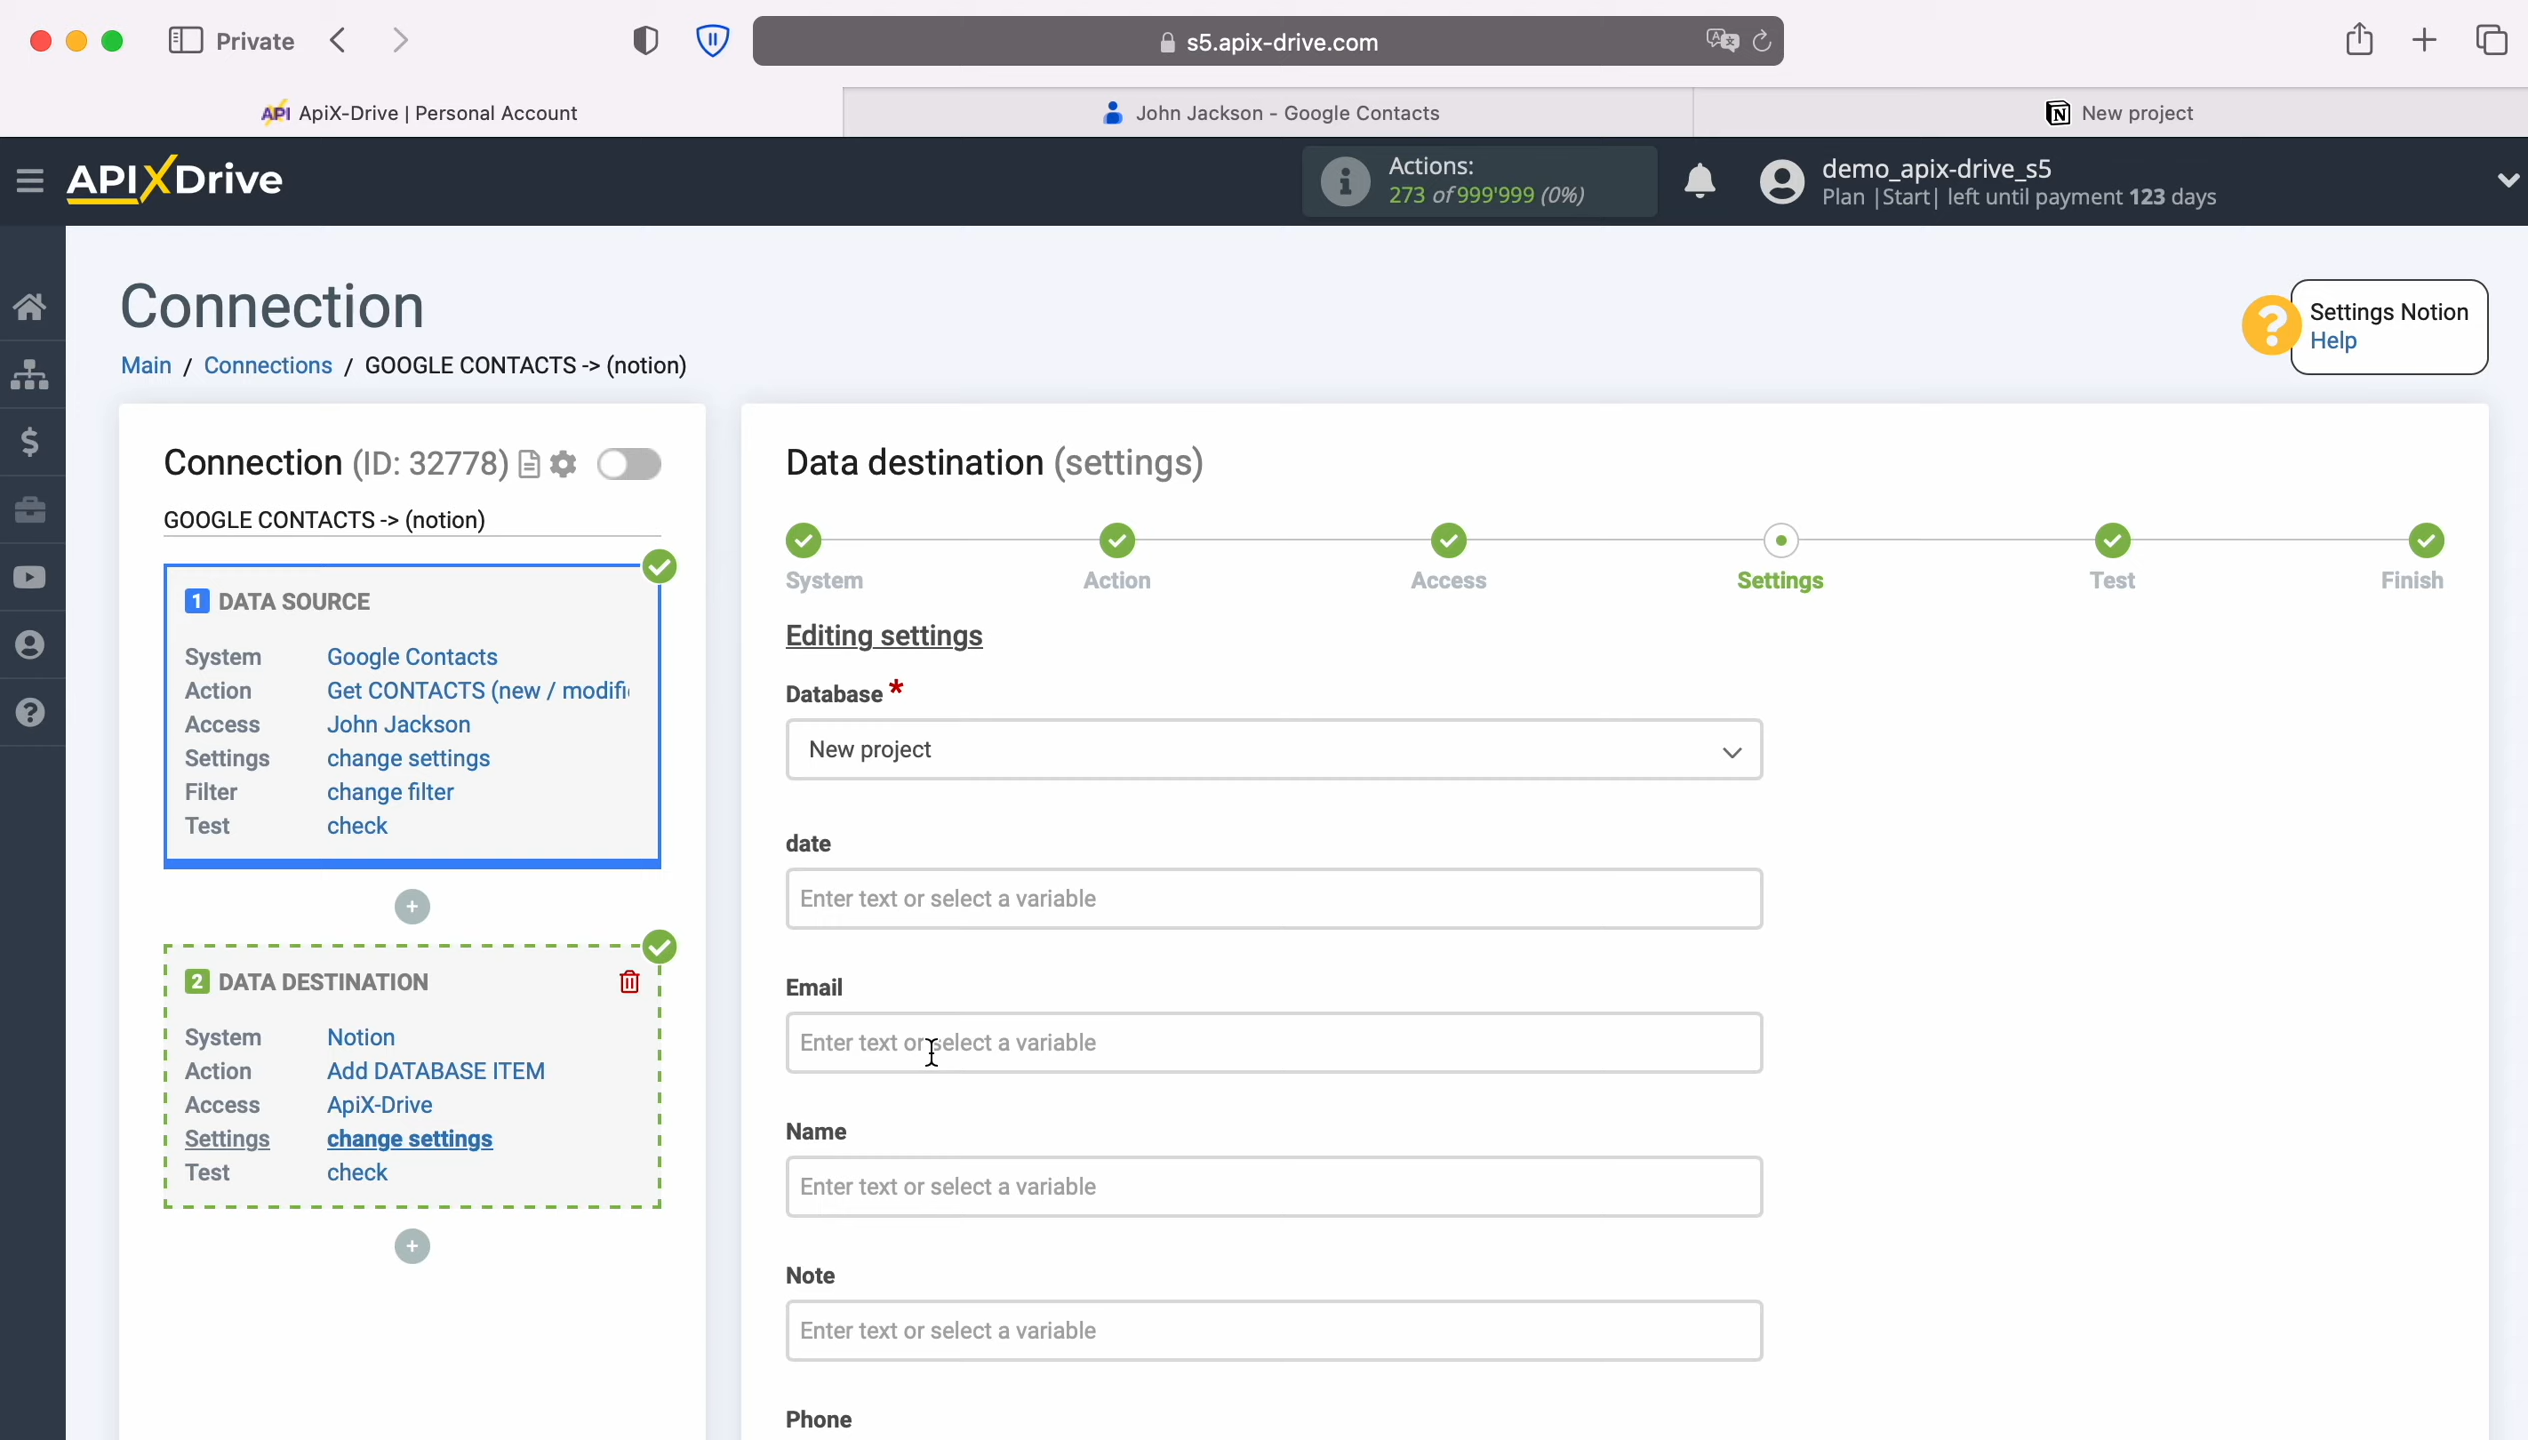 Private
s5.apix-drive.com
API ApiX-Drive | Personal Account
John Jackson - Google Contacts
New project
APIXDrive
Actions:
273 of 999'999 (0%)
demo_apix-drive_s5
Plan |Start| left until payment 123 days
Connection
Main / Connections / GOOGLE CONTACTS -> (notion)
Settings Notion
Help
Connection (ID: 32778)
GOOGLE CONTACTS -> (notion)
1 DATA SOURCE
System Google Contacts
Action Get CONTACTS (new / modifi
Access John Jackson
Settings change settings
Filter change filter
Test check
2 DATA DESTINATION
System Notion
Action Add DATABASE ITEM
Access ApiX-Drive
Settings change settings
Test check
Data destination (settings)
System Action Access Settings Test Finish
Editing settings
Database *
New project
date
Enter text or select a variable
Email
Enter text or select a variable
Name
Enter text or select a variable
Note
Enter text or select a variable
Phone